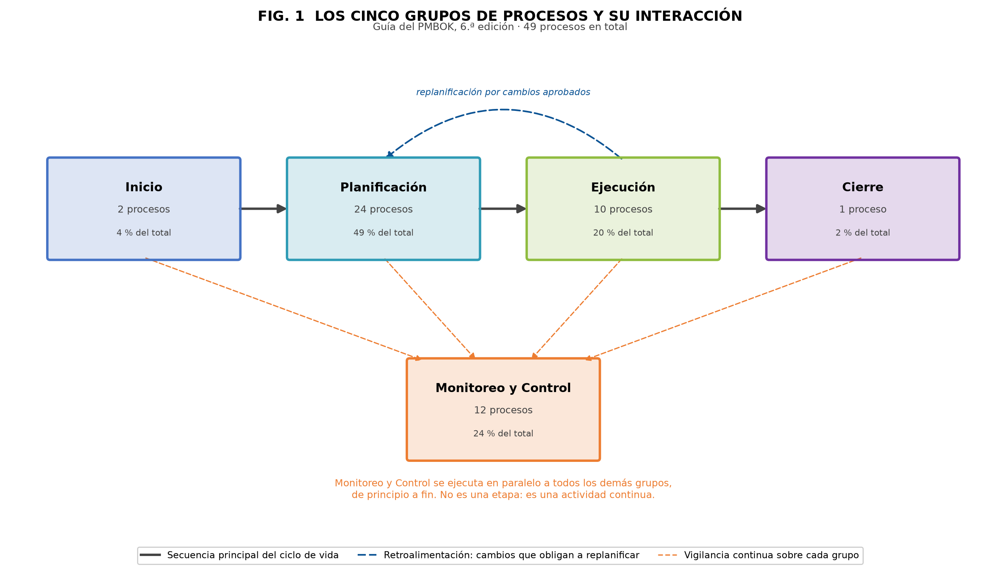 FIG. 1  LOS CINCO GRUPOS DE PROCESOS Y SU INTERACCIÓN
Guía del PMBOK, 6.ª edición · 49 procesos en total
replanificación por cambios aprobados
Inicio
2 procesos
4 % del total
Planificación
24 procesos
49 % del total
Ejecución
10 procesos
20 % del total
Cierre
1 proceso
2 % del total
Monitoreo y Control
12 procesos
24 % del total
Monitoreo y Control se ejecuta en paralelo a todos los demás grupos,
de principio a fin. No es una etapa: es una actividad continua.
Secuencia principal del ciclo de vida
Retroalimentación: cambios que obligan a replanificar
Vigilancia continua sobre cada grupo